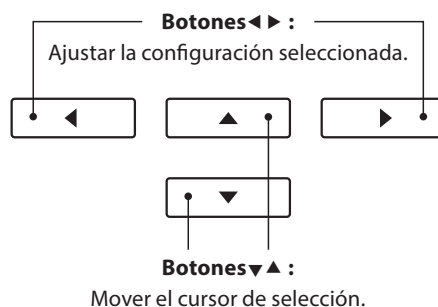 Botones◀ ▶ :
Ajustar la configuración seleccionada.
Botones▼▲ :
Mover el cursor de selección.